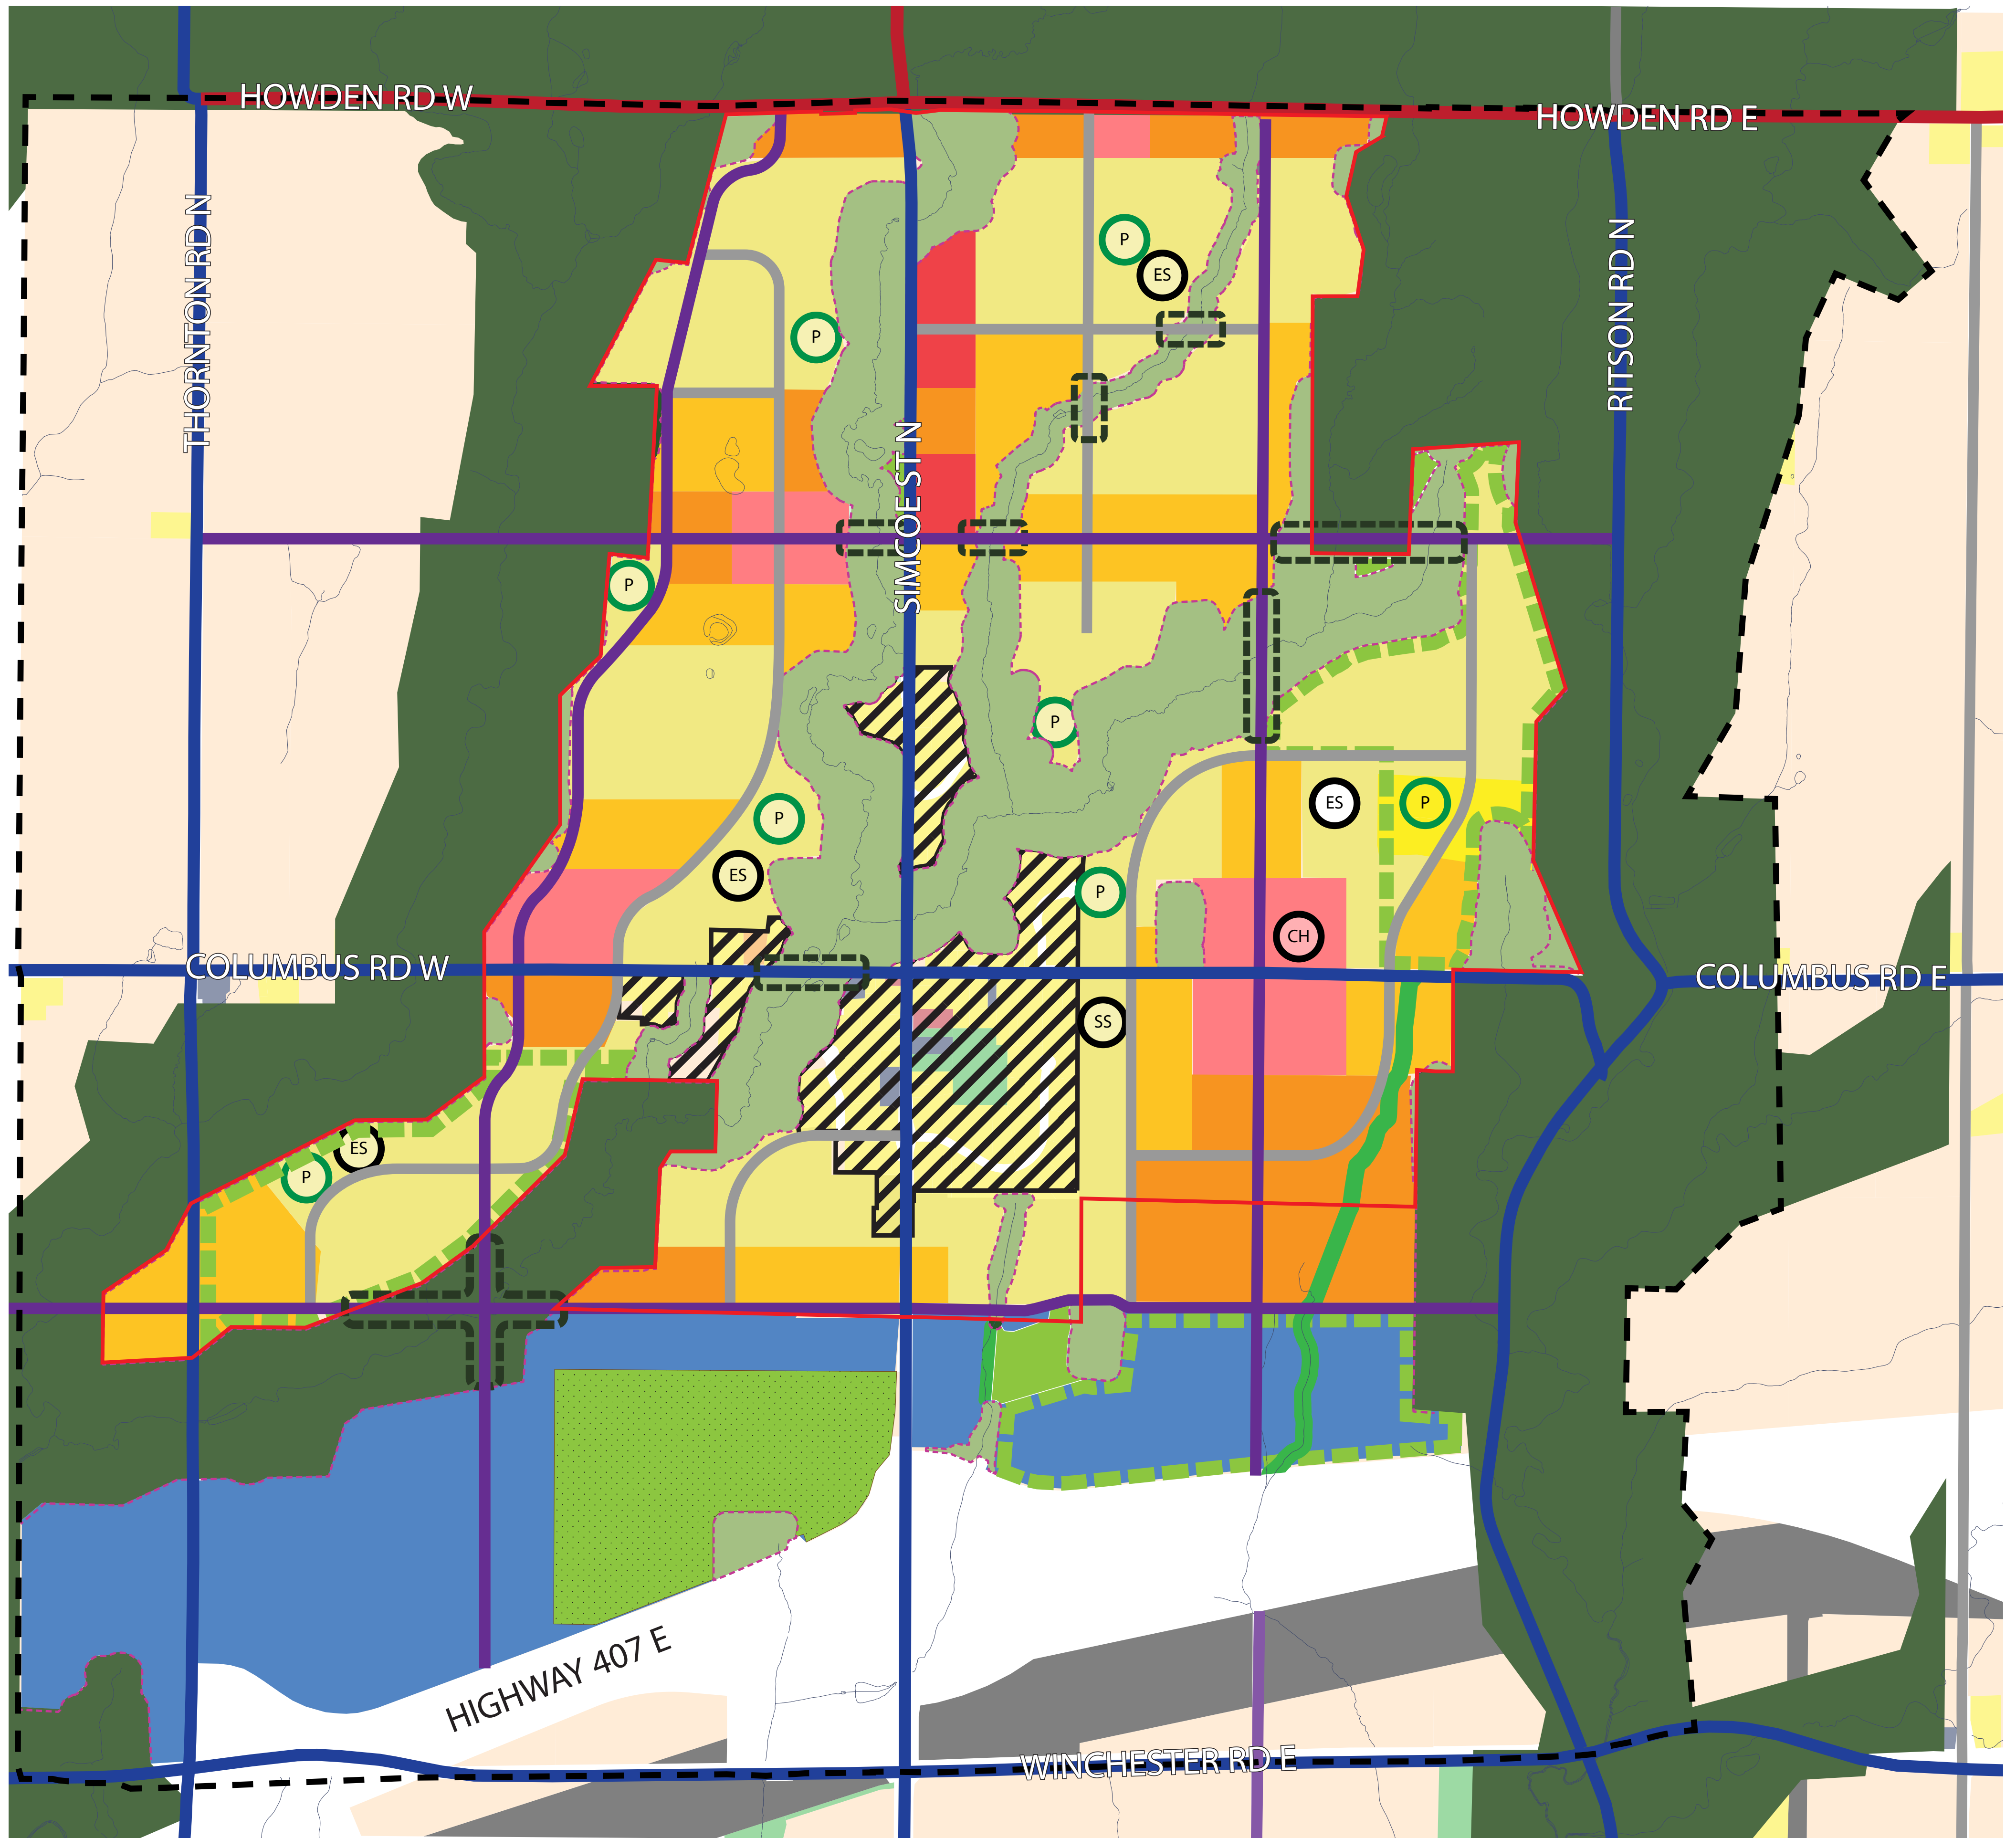 HOWDEN RD W
HOWDEN RD E
THORNTON RD N
RITSON RD N
P
ES
P
SIMCOE ST N
P
P
P
ES
P
ES
P
CH
COLUMBUS RD W
COLUMBUS RD E
SS
ES
P
HIGHWAY 407 E
WINCHESTER RD E